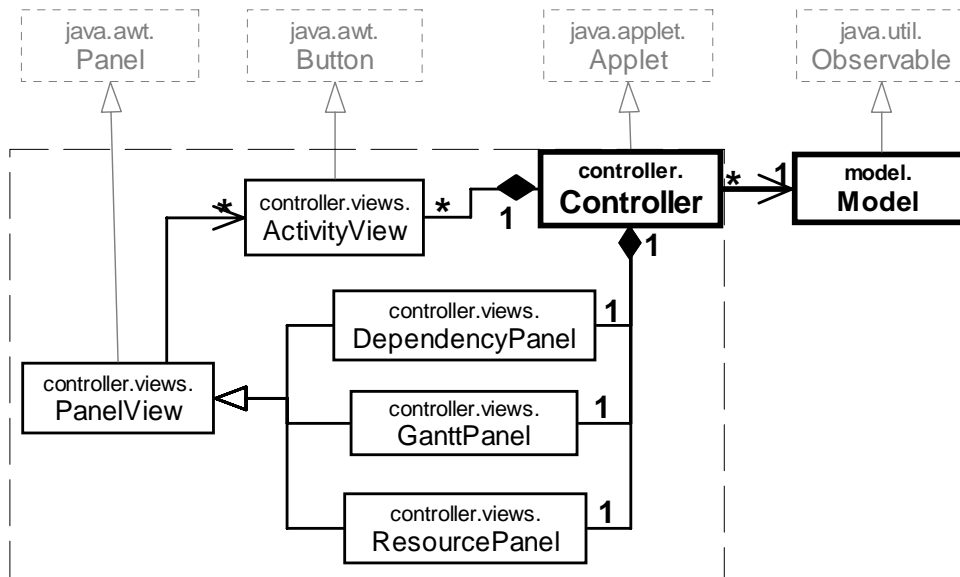 java.awt.
Panel
java.awt.
Button
java.applet.
Applet
java.util.
Observable
controller.
Controller
*
1
model.
Model
controller.views.
ActivityView
*
*
1
1
controller.views.
DependencyPanel
1
controller.views.
PanelView
controller.views.
GanttPanel
1
controller.views.
ResourcePanel
1